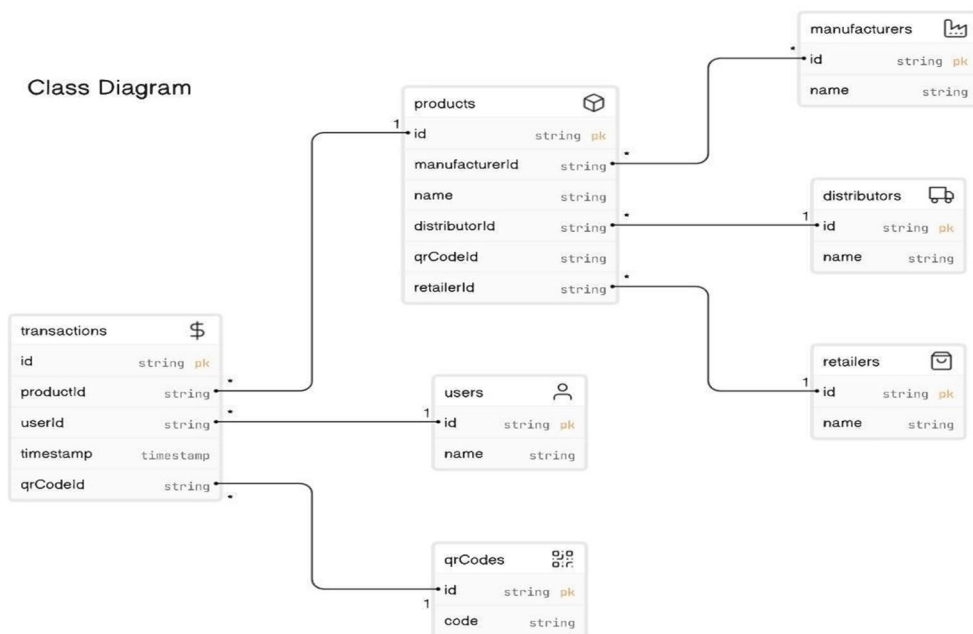 Class Diagram
manufacturers
* id string pk
name string
products
1 id string pk
manufacturerId string *
name string
distributorId string *
qrCodeId string
retailerId string *
distributors
1 id string pk
name string
transactions $
id string pk
productId string *
userId string *
timestamp timestamp
qrCodeId string *
users
1 id string pk
name string
retailers
1 id string pk
name string
qrCodes
1 id string pk
code string